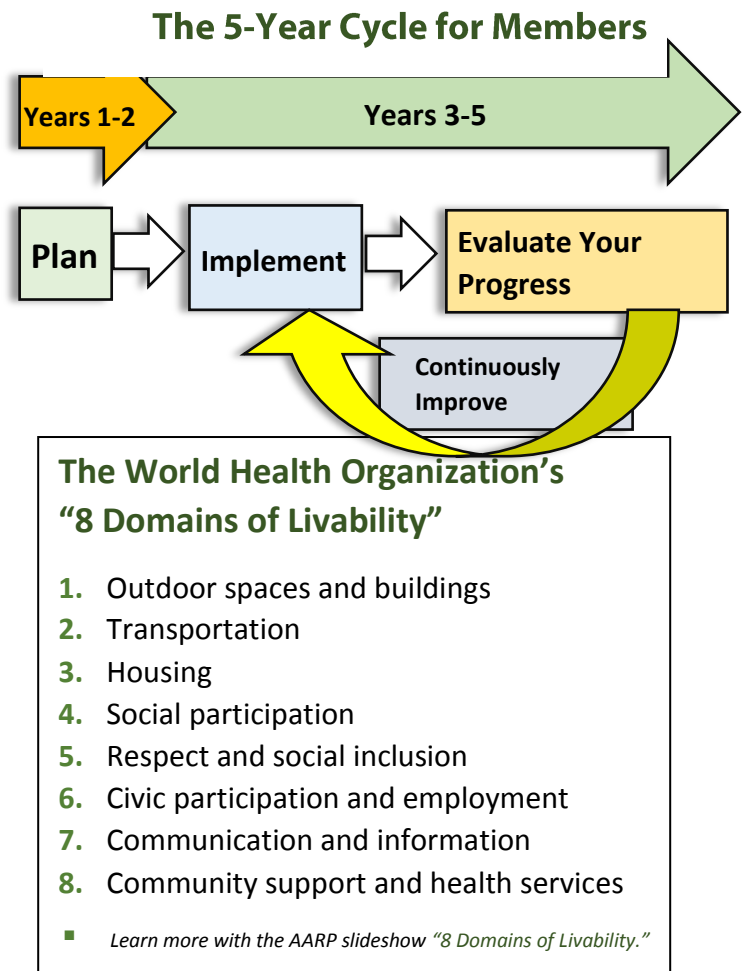 The 5-Year Cycle for Members
Years 1-2
Years 3-5
Plan
Implement
Evaluate Your
Progress
Continuously
Improve
The World Health Organization’s
“8 Domains of Livability”
1. Outdoor spaces and buildings
2. Transportation
3. Housing
4. Social participation
5. Respect and social inclusion
6. Civic participation and employment
7. Communication and information
8. Community support and health services
▪ Learn more with the AARP slideshow “8 Domains of Livability.”